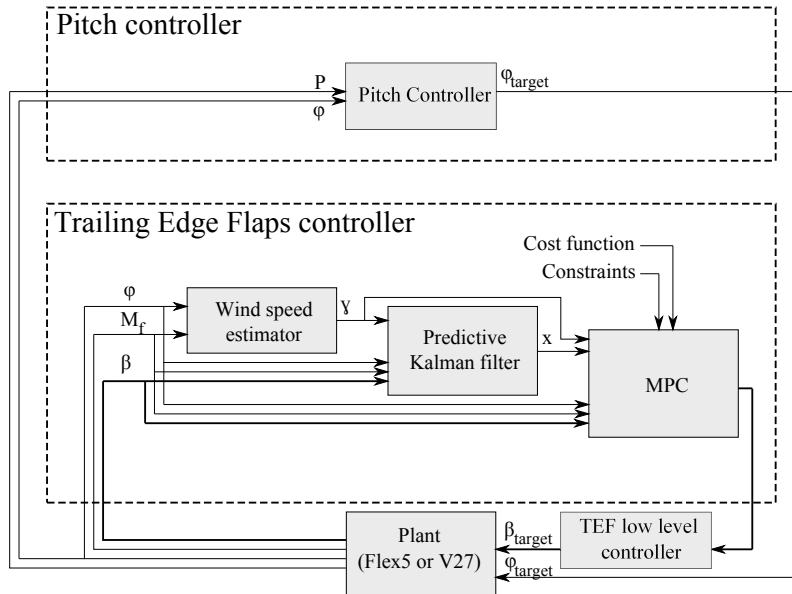 Pitch controller
P
φ
Pitch Controller
φtarget
Trailing Edge Flaps controller
Cost function
Constraints
φ
Mf
β
Wind speed
estimator
γ
Predictive
Kalman filter
x
MPC
Plant
(Flex5 or V27)
βtarget
φtarget
TEF low level
controller